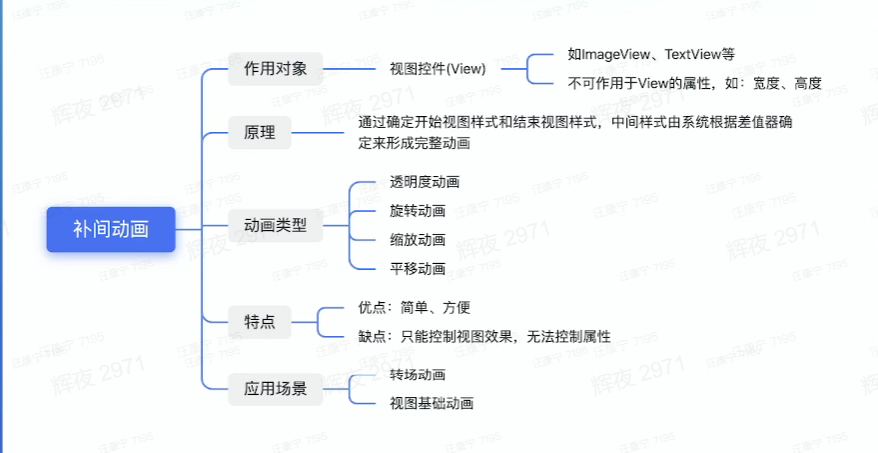 作用对象
视图控件(View)
如ImageView、TextView等
不可作用于View的属性，如：宽度、高度
原理
通过确定开始视图样式和结束视图样式，中间样式由系统根据差值器确
定来形成完整动画
补间动画
动画类型
透明度动画
旋转动画
缩放动画
平移动画
特点
优点：简单、方便
缺点：只能控制视图效果，无法控制属性
应用场景
转场动画
视图基础动画
汪康宁 7195
辉夜 2971